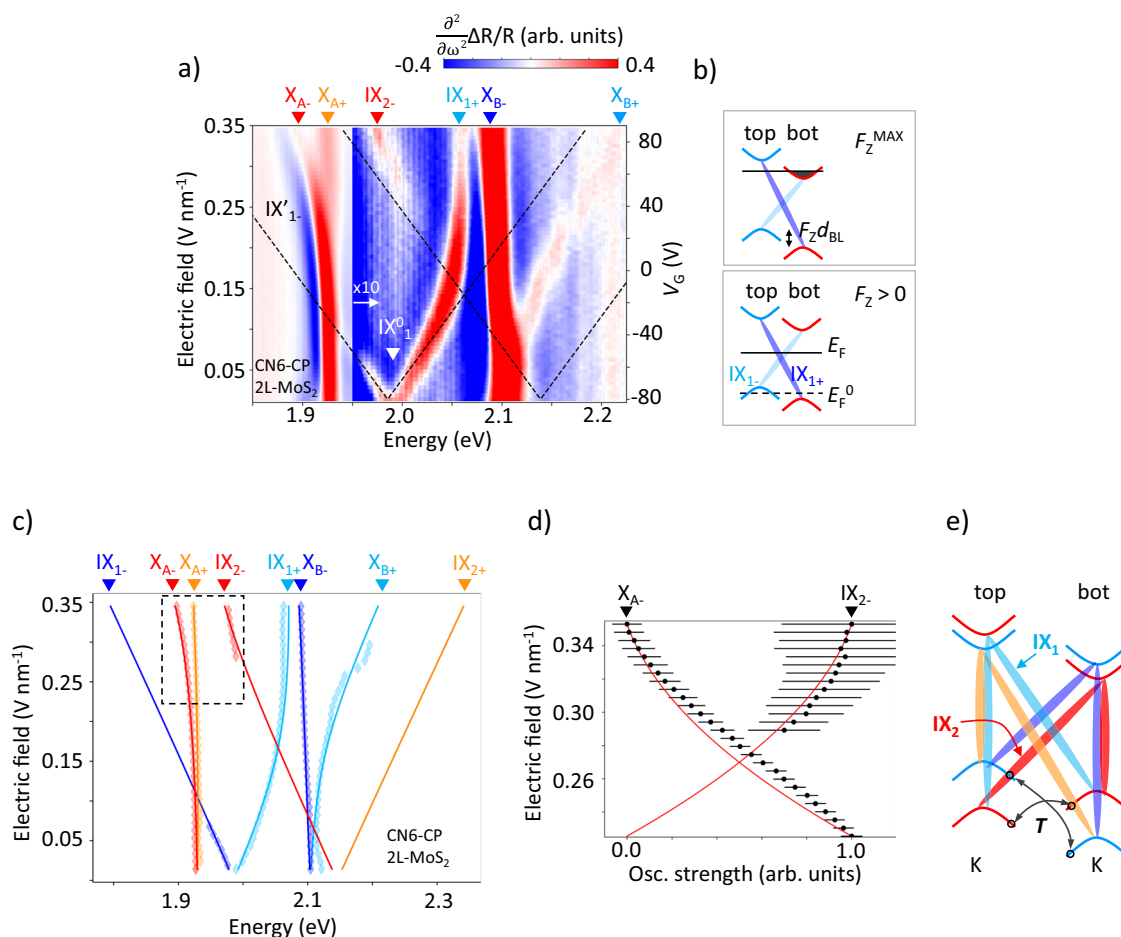 ∂²/∂ω² ΔR/R (arb. units)
-0.4 0.4
a)
X_A- X_A+ IX_2- IX_1+ X_B- X_B+
0.35
0.25
0.15
0.05
Electric field (V nm⁻¹)
IX'_1-
x10
IX⁰_1
CN6-CP
2L-MoS₂
80
40
0
-40
-80
V_G (V)
1.9 2.0 2.1 2.2
Energy (eV)
b)
top bot F_Z^MAX
F_Z d_BL
top bot F_Z > 0
E_F
IX_1- IX_1+
E_F^0
c)
IX_1- X_A- X_A+ IX_2- IX_1+ X_B- X_B+ IX_2+
0.35
0.25
0.15
0.05
Electric field (V nm⁻¹)
CN6-CP
2L-MoS₂
1.9 2.1 2.3
Energy (eV)
d)
X_A- IX_2-
0.34
0.30
0.26
Electric field (V nm⁻¹)
0.0 1.0
Osc. strength (arb. units)
e)
top bot
IX₁
IX₂
T
K K